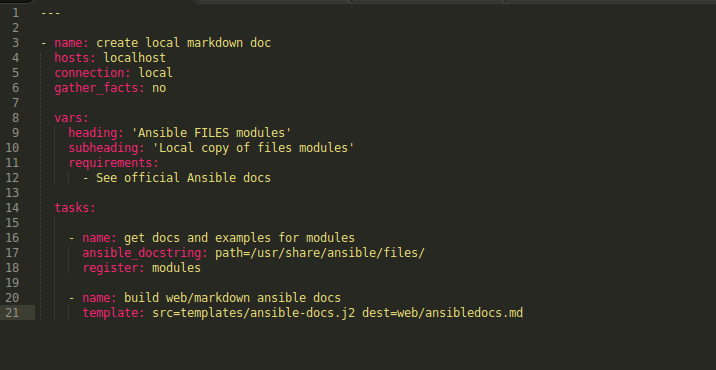 1 ---
2
3 - name: create local markdown doc
4 hosts: localhost
5 connection: local
6 gather_facts: no
7
8 vars:
9 heading: 'Ansible FILES modules'
10 subheading: 'Local copy of files modules'
11 requirements:
12 - See official Ansible docs
13
14 tasks:
15
16 - name: get docs and examples for modules
17 ansible_docstring: path=/usr/share/ansible/files/
18 register: modules
19
20 - name: build web/markdown ansible docs
21 template: src=templates/ansible-docs.j2 dest=web/ansibledocs.md